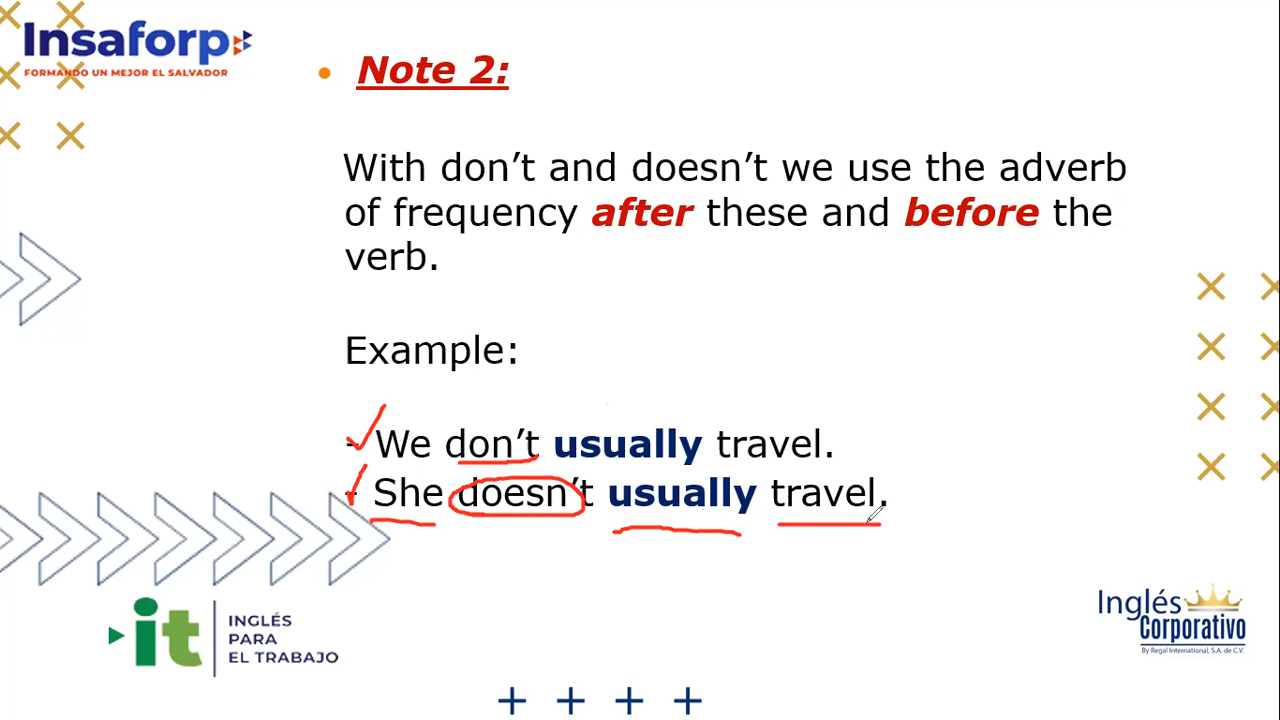 Insaforp
FORMANDO UN MEJOR EL SALVADOR
• Note 2:
With don’t and doesn’t we use the adverb
of frequency after these and before the
verb.
Example:
- We don’t usually travel.
- She doesn’t usually travel.
it
INGLÉS
PARA
EL TRABAJO
Inglés
Corporativo
By Regal International, S.A. de C.V.